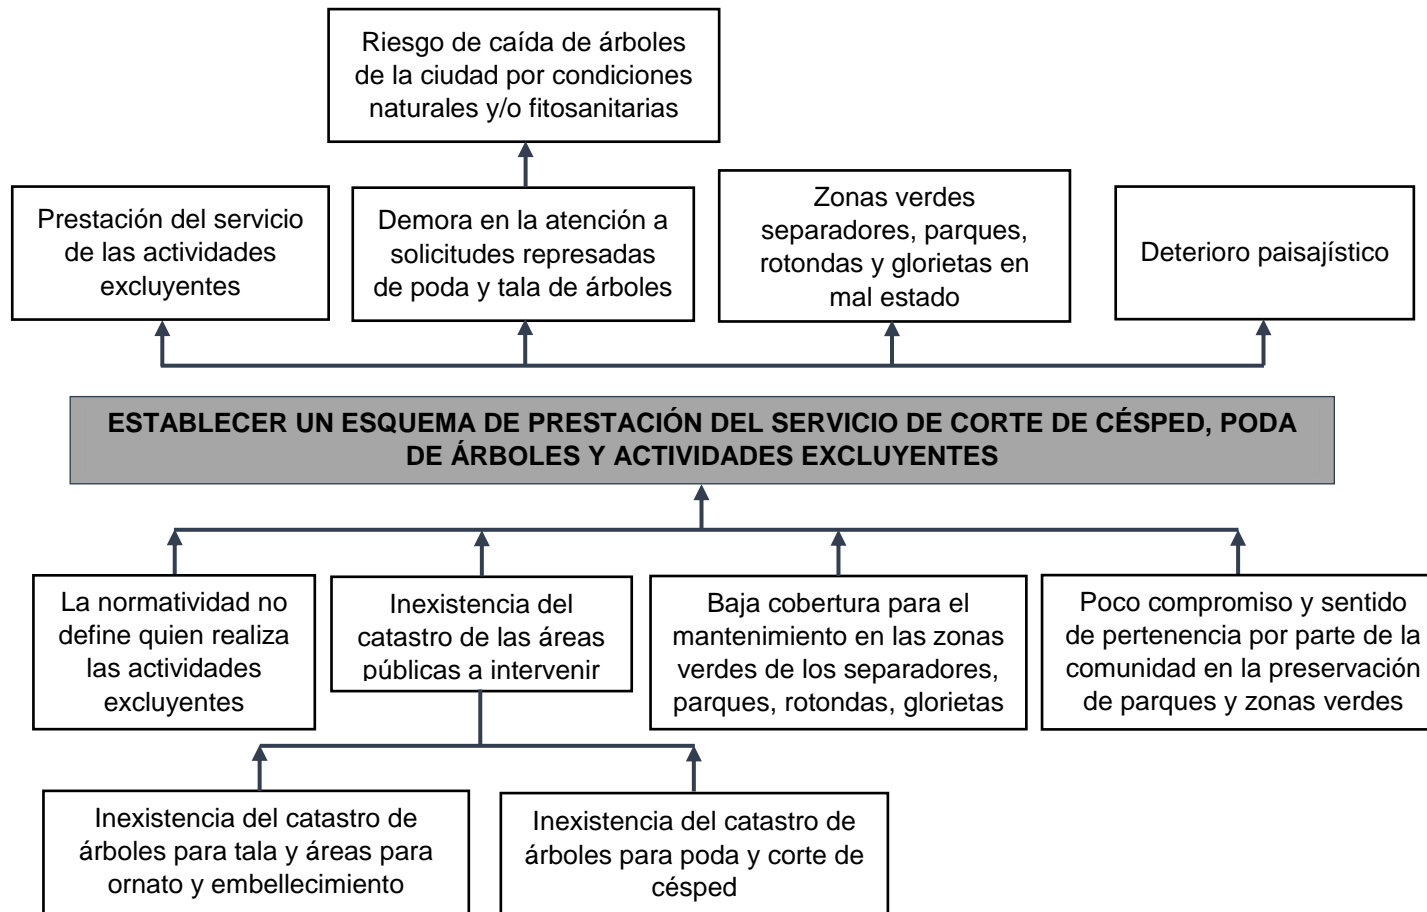 Riesgo de caída de árboles
de la ciudad por condiciones
naturales y/o fitosanitarias
Prestación del servicio
de las actividades
excluyentes
Demora en la atención a
solicitudes represadas
de poda y tala de árboles
Zonas verdes
separadores, parques,
rotondas y glorietas en
mal estado
Deterioro paisajístico
ESTABLECER UN ESQUEMA DE PRESTACIÓN DEL SERVICIO DE CORTE DE CÉSPED, PODA
DE ÁRBOLES Y ACTIVIDADES EXCLUYENTES
La normatividad no
define quien realiza
las actividades
excluyentes
Inexistencia del
catastro de las áreas
públicas a intervenir
Baja cobertura para el
mantenimiento en las zonas
verdes de los separadores,
parques, rotondas, glorietas
Poco compromiso y sentido
de pertenencia por parte de la
comunidad en la preservación
de parques y zonas verdes
Inexistencia del catastro de
árboles para tala y áreas para
ornato y embellecimiento
Inexistencia del catastro de
árboles para poda y corte de
césped